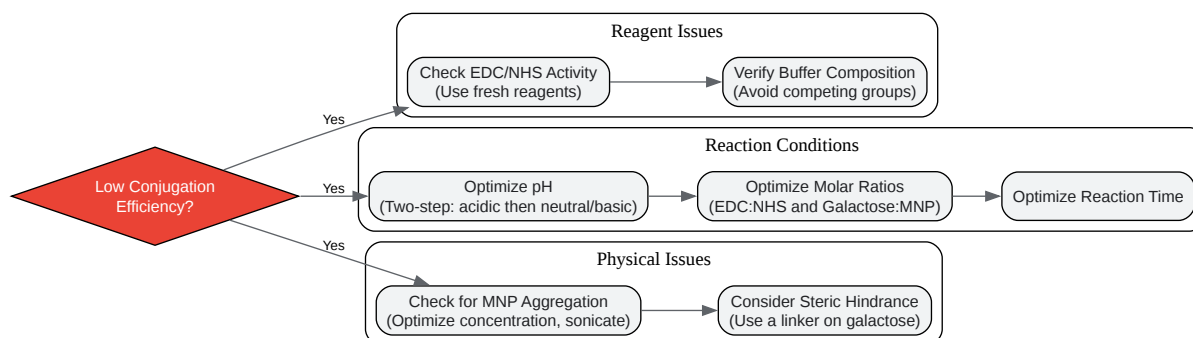 Low Conjugation
Efficiency?
Yes
Yes
Yes
Reagent Issues
Check EDC/NHS Activity
(Use fresh reagents)
Verify Buffer Composition
(Avoid competing groups)
Reaction Conditions
Optimize pH
(Two-step: acidic then neutral/basic)
Optimize Molar Ratios
(EDC:NHS and Galactose:MNP)
Optimize Reaction Time
Physical Issues
Check for MNP Aggregation
(Optimize concentration, sonicate)
Consider Steric Hindrance
(Use a linker on galactose)